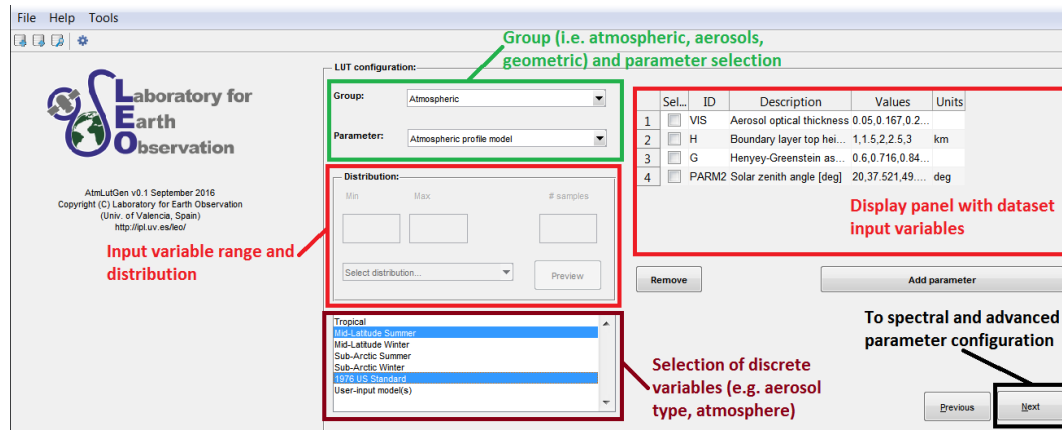 File Help Tools
Group (i.e. atmospheric, aerosols,
geometric) and parameter selection
LUT configuration:
Group:
Atmospheric
Parameter:
Atmospheric profile model
Laboratory for
Earth
Observation
AtmLutGen v0.1 September 2016
Copyright (C) Laboratory for Earth Observation
(Univ. of Valencia, Spain)
http://ipl.uv.es/leo/
Input variable range and
distribution
Distribution:
Min Max # samples
Select distribution...
Preview
Tropical
Mid-Latitude Summer
Mid-Latitude Winter
Sub-Arctic Summer
Sub-Arctic Winter
1976 US Standard
User-input model(s)
Selection of discrete
variables (e.g. aerosol
type, atmosphere)
Sel... ID Description Values Units
1 VIS Aerosol optical thickness 0.05,0.167,0.2...
2 H Boundary layer top hei... 1,1.5,2,2.5,3 km
3 G Henyey-Greenstein as... 0.6,0.716,0.84...
4 PARM2 Solar zenith angle [deg] 20,37.521,49.... deg
Display panel with dataset
input variables
Remove
Add parameter
To spectral and advanced
parameter configuration
Previous
Next